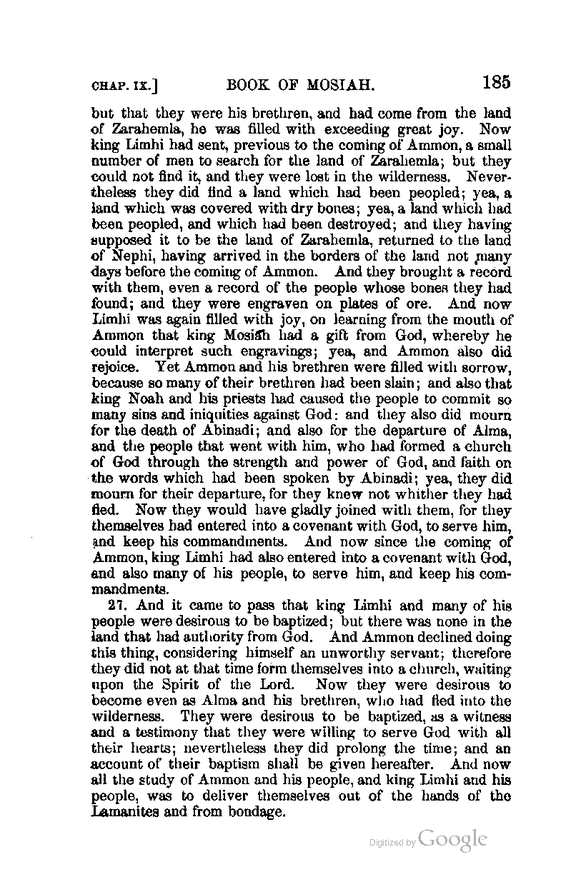 CHAP. IX.] BOOK OF MOSIAH. 185
but that they were his brethren, and had come from the land
of Zarahemla, he was filled with exceeding great joy. Now
king Limhi had sent, previous to the coming of Ammon, a small
number of men to search for the land of Zarahemla; but they
could not find it, and they were lost in the wilderness. Never-
theless they did find a land which had been peopled; yea, a
land which was covered with dry bones; yea, a land which had
been peopled, and which had been destroyed; and they having
supposed it to be the land of Zarahemla, returned to the land
of Nephi, having arrived in the borders of the land not many
days before the coming of Ammon. And they brought a record
with them, even a record of the people whose bones they had
found; and they were engraven on plates of ore. And now
Limhi was again filled with joy, on learning from the mouth of
Ammon that king Mosiah had a gift from God, whereby he
could interpret such engravings; yea, and Ammon also did
rejoice. Yet Ammon and his brethren were filled with sorrow,
because so many of their brethren had been slain; and also that
king Noah and his priests had caused the people to commit so
many sins and iniquities against God: and they also did mourn
for the death of Abinadi; and also for the departure of Alma,
and the people that went with him, who had formed a church
of God through the strength and power of God, and faith on
the words which had been spoken by Abinadi; yea, they did
mourn for their departure, for they knew not whither they had
fled. Now they would have gladly joined with them, for they
themselves had entered into a covenant with God, to serve him,
and keep his commandments. And now since the coming of
Ammon, king Limhi had also entered into a covenant with God,
and also many of his people, to serve him, and keep his com-
mandments.
27. And it came to pass that king Limhi and many of his
people were desirous to be baptized; but there was none in the
land that had authority from God. And Ammon declined doing
this thing, considering himself an unworthy servant; therefore
they did not at that time form themselves into a church, waiting
upon the Spirit of the Lord. Now they were desirous to
become even as Alma and his brethren, who had fled into the
wilderness. They were desirous to be baptized, as a witness
and a testimony that they were willing to serve God with all
their hearts; nevertheless they did prolong the time; and an
account of their baptism shall be given hereafter. And now
all the study of Ammon and his people, and king Limhi and his
people, was to deliver themselves out of the hands of the
Lamanites and from bondage.
Digitized by Google